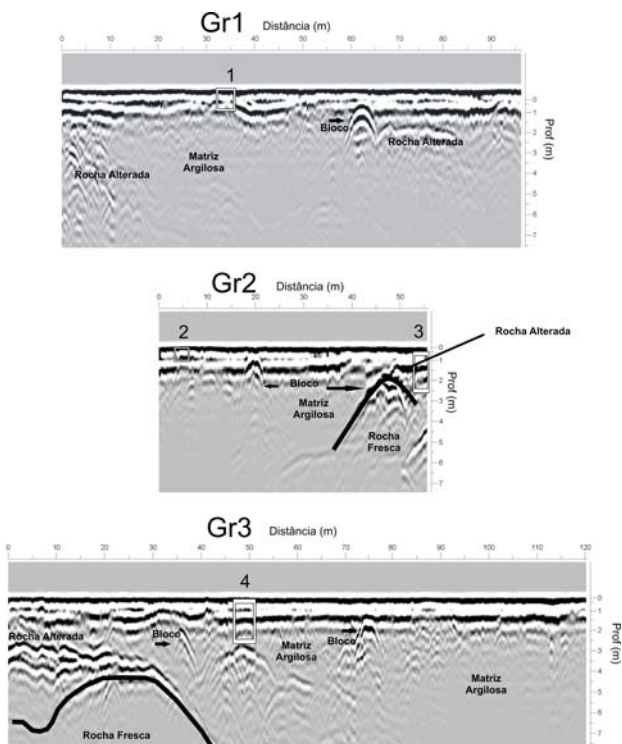 Gr1 Distância (m)
0 10 20 30 40 50 60 70 80 90
1
0
1
2
3
4
5
6
7
Prof (m)
Bloco
Rocha Alterada
Matriz
Argilosa
Rocha Alterada
Gr2 Distância (m)
0 10 20 30 40 50
2 3
Rocha Alterada
0
1
2
3
4
5
6
7
Prof (m)
Bloco
Matriz
Argilosa
Rocha
Fresca
Gr3 Distância (m)
0 10 20 30 40 50 60 70 80 90 100 110 120
4
0
1
2
3
4
5
6
7
Prof (m)
Rocha Alterada
Bloco
Matriz
Argilosa
Bloco
Matriz
Argilosa
Rocha Fresca